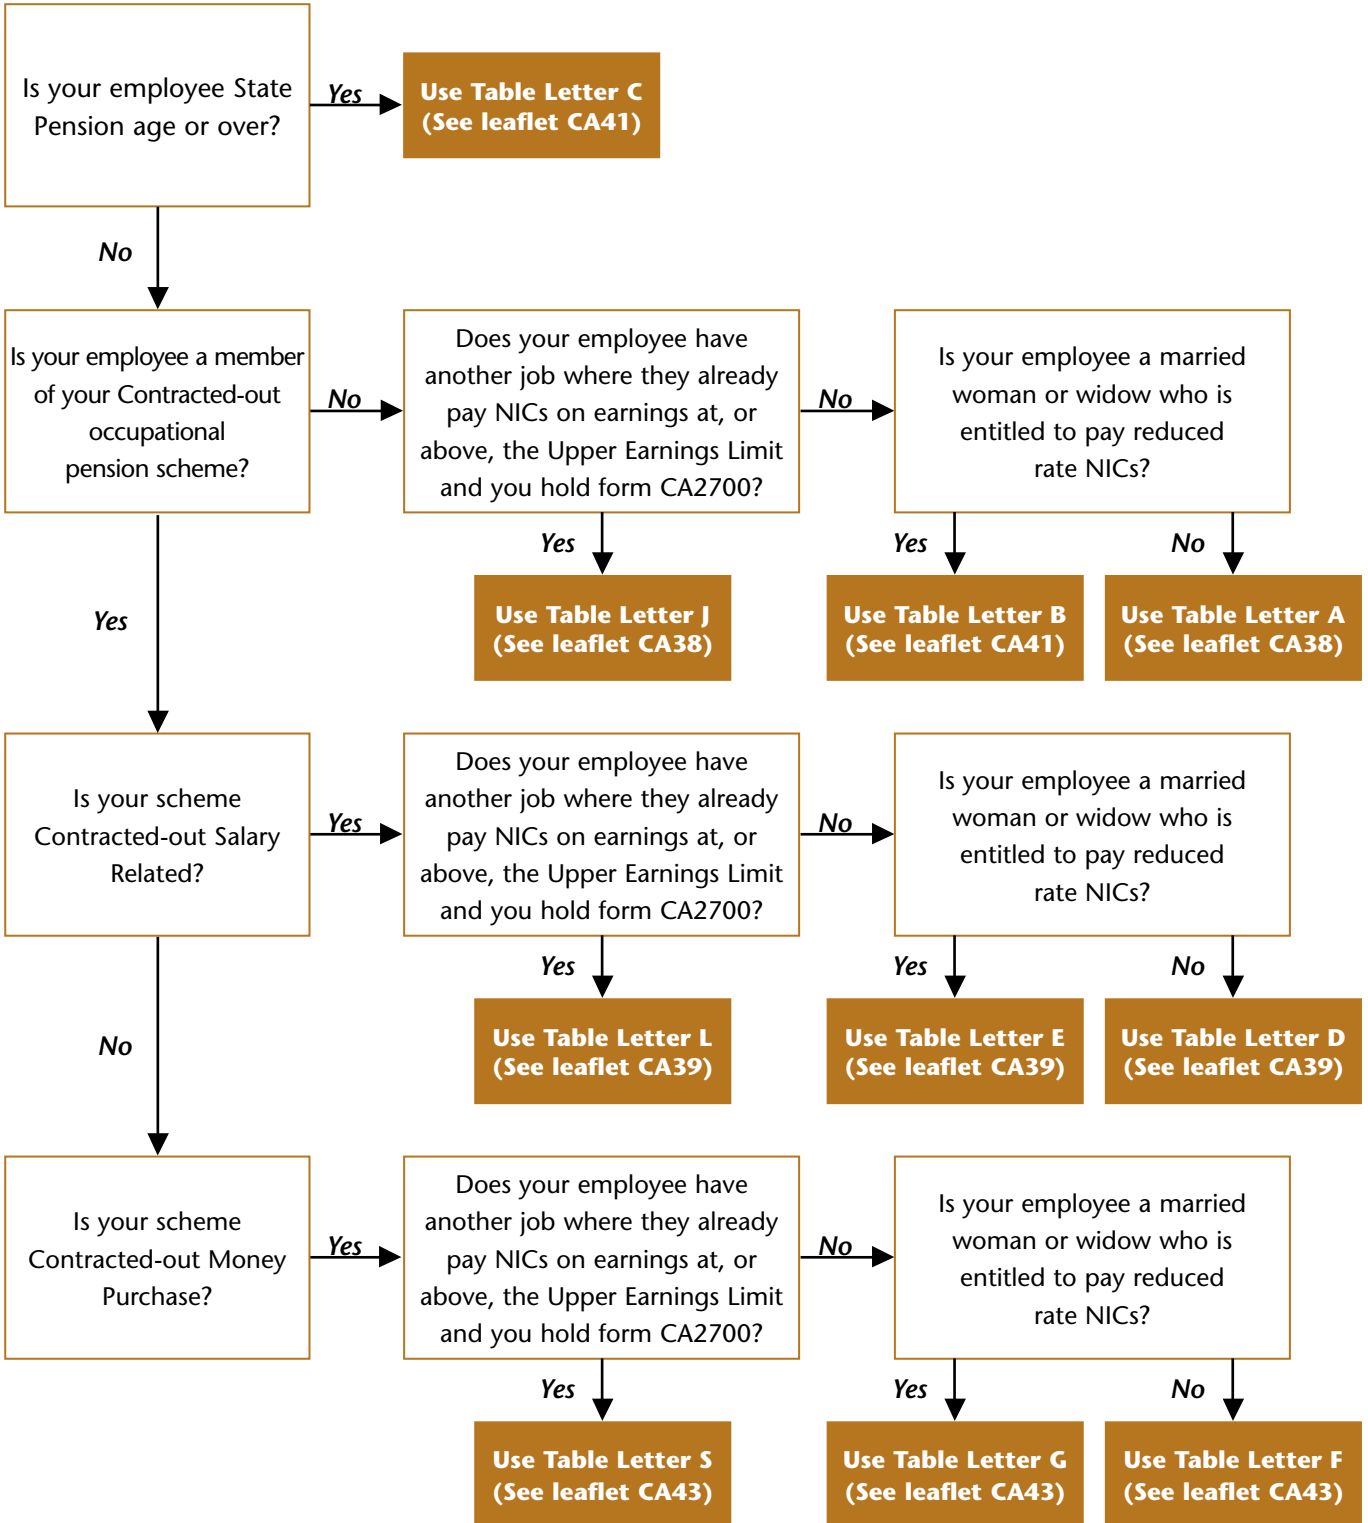 Is your employee State
Pension age or over?
Yes
Use Table Letter C
(See leaflet CA41)
No
Is your employee a member
of your Contracted-out
occupational
pension scheme?
No
Does your employee have
another job where they already
pay NICs on earnings at, or
above, the Upper Earnings Limit
and you hold form CA2700?
No
Is your employee a married
woman or widow who is
entitled to pay reduced
rate NICs?
Yes
Yes
Yes
No
Use Table Letter J
(See leaflet CA38)
Use Table Letter B
(See leaflet CA41)
Use Table Letter A
(See leaflet CA38)
Is your scheme
Contracted-out Salary
Related?
Yes
Does your employee have
another job where they already
pay NICs on earnings at, or
above, the Upper Earnings Limit
and you hold form CA2700?
No
Is your employee a married
woman or widow who is
entitled to pay reduced
rate NICs?
No
Yes
Yes
No
Use Table Letter L
(See leaflet CA39)
Use Table Letter E
(See leaflet CA39)
Use Table Letter D
(See leaflet CA39)
Is your scheme
Contracted-out Money
Purchase?
Yes
Does your employee have
another job where they already
pay NICs on earnings at, or
above, the Upper Earnings Limit
and you hold form CA2700?
No
Is your employee a married
woman or widow who is
entitled to pay reduced
rate NICs?
Yes
Yes
No
Use Table Letter S
(See leaflet CA43)
Use Table Letter G
(See leaflet CA43)
Use Table Letter F
(See leaflet CA43)